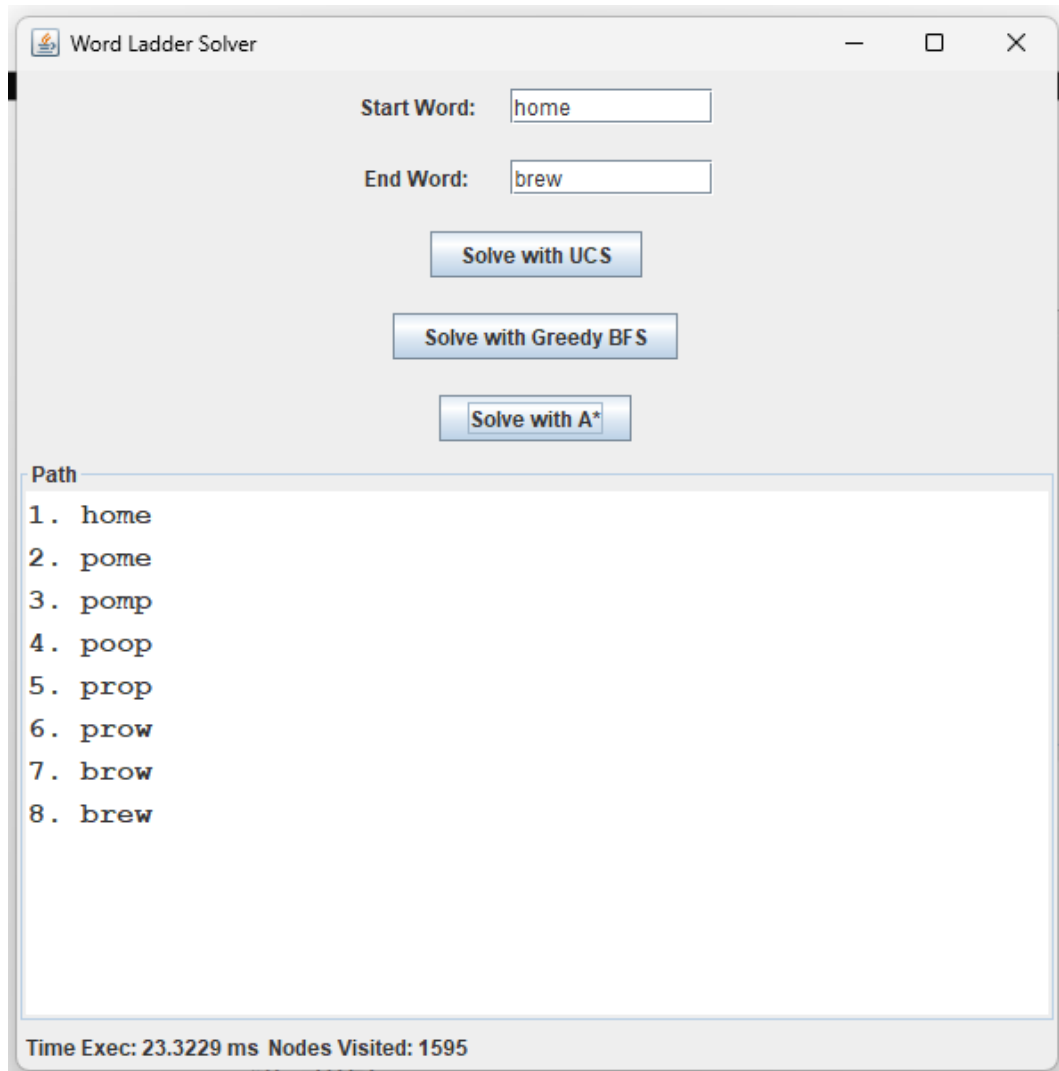 Word Ladder Solver
Start Word: home
End Word: brew
Solve with UCS
Solve with Greedy BFS
Solve with A*
Path
1. home
2. pome
3. pomp
4. poop
5. prop
6. prow
7. brow
8. brew
Time Exec: 23.3229 ms Nodes Visited: 1595